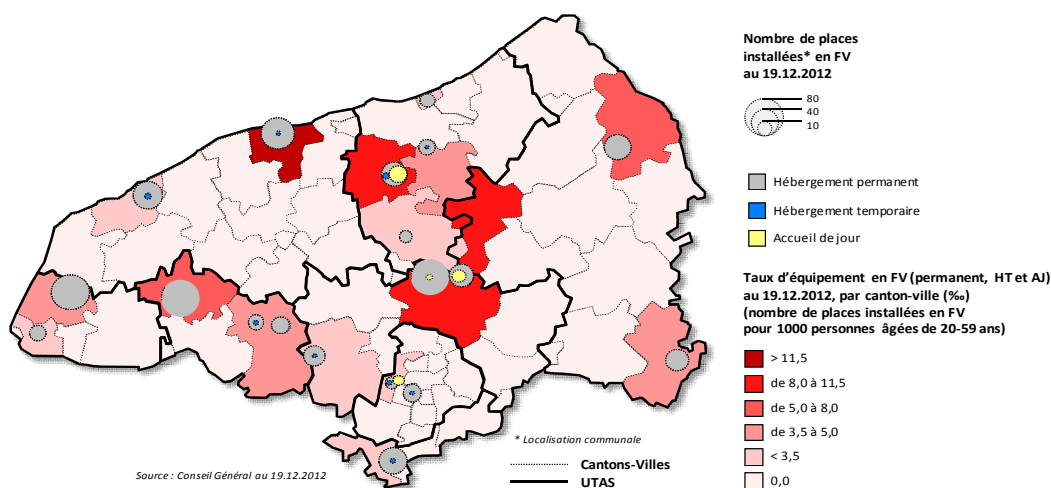 Nombre de places
installées* en FV
au 19.12.2012
80
40
10
Hébergement permanent
Hébergement temporaire
Accueil de jour
Taux d'équipement en FV (permanent, HT et AJ)
au 19.12.2012, par canton-ville (‰)
(nombre de places installées en FV
pour 1000 personnes âgées de 20-59 ans)
> 11,5
de 8,0 à 11,5
de 5,0 à 8,0
de 3,5 à 5,0
< 3,5
0,0
* Localisation communale
Cantons-Villes
UTAS
Source : Conseil Général au 19.12.2012